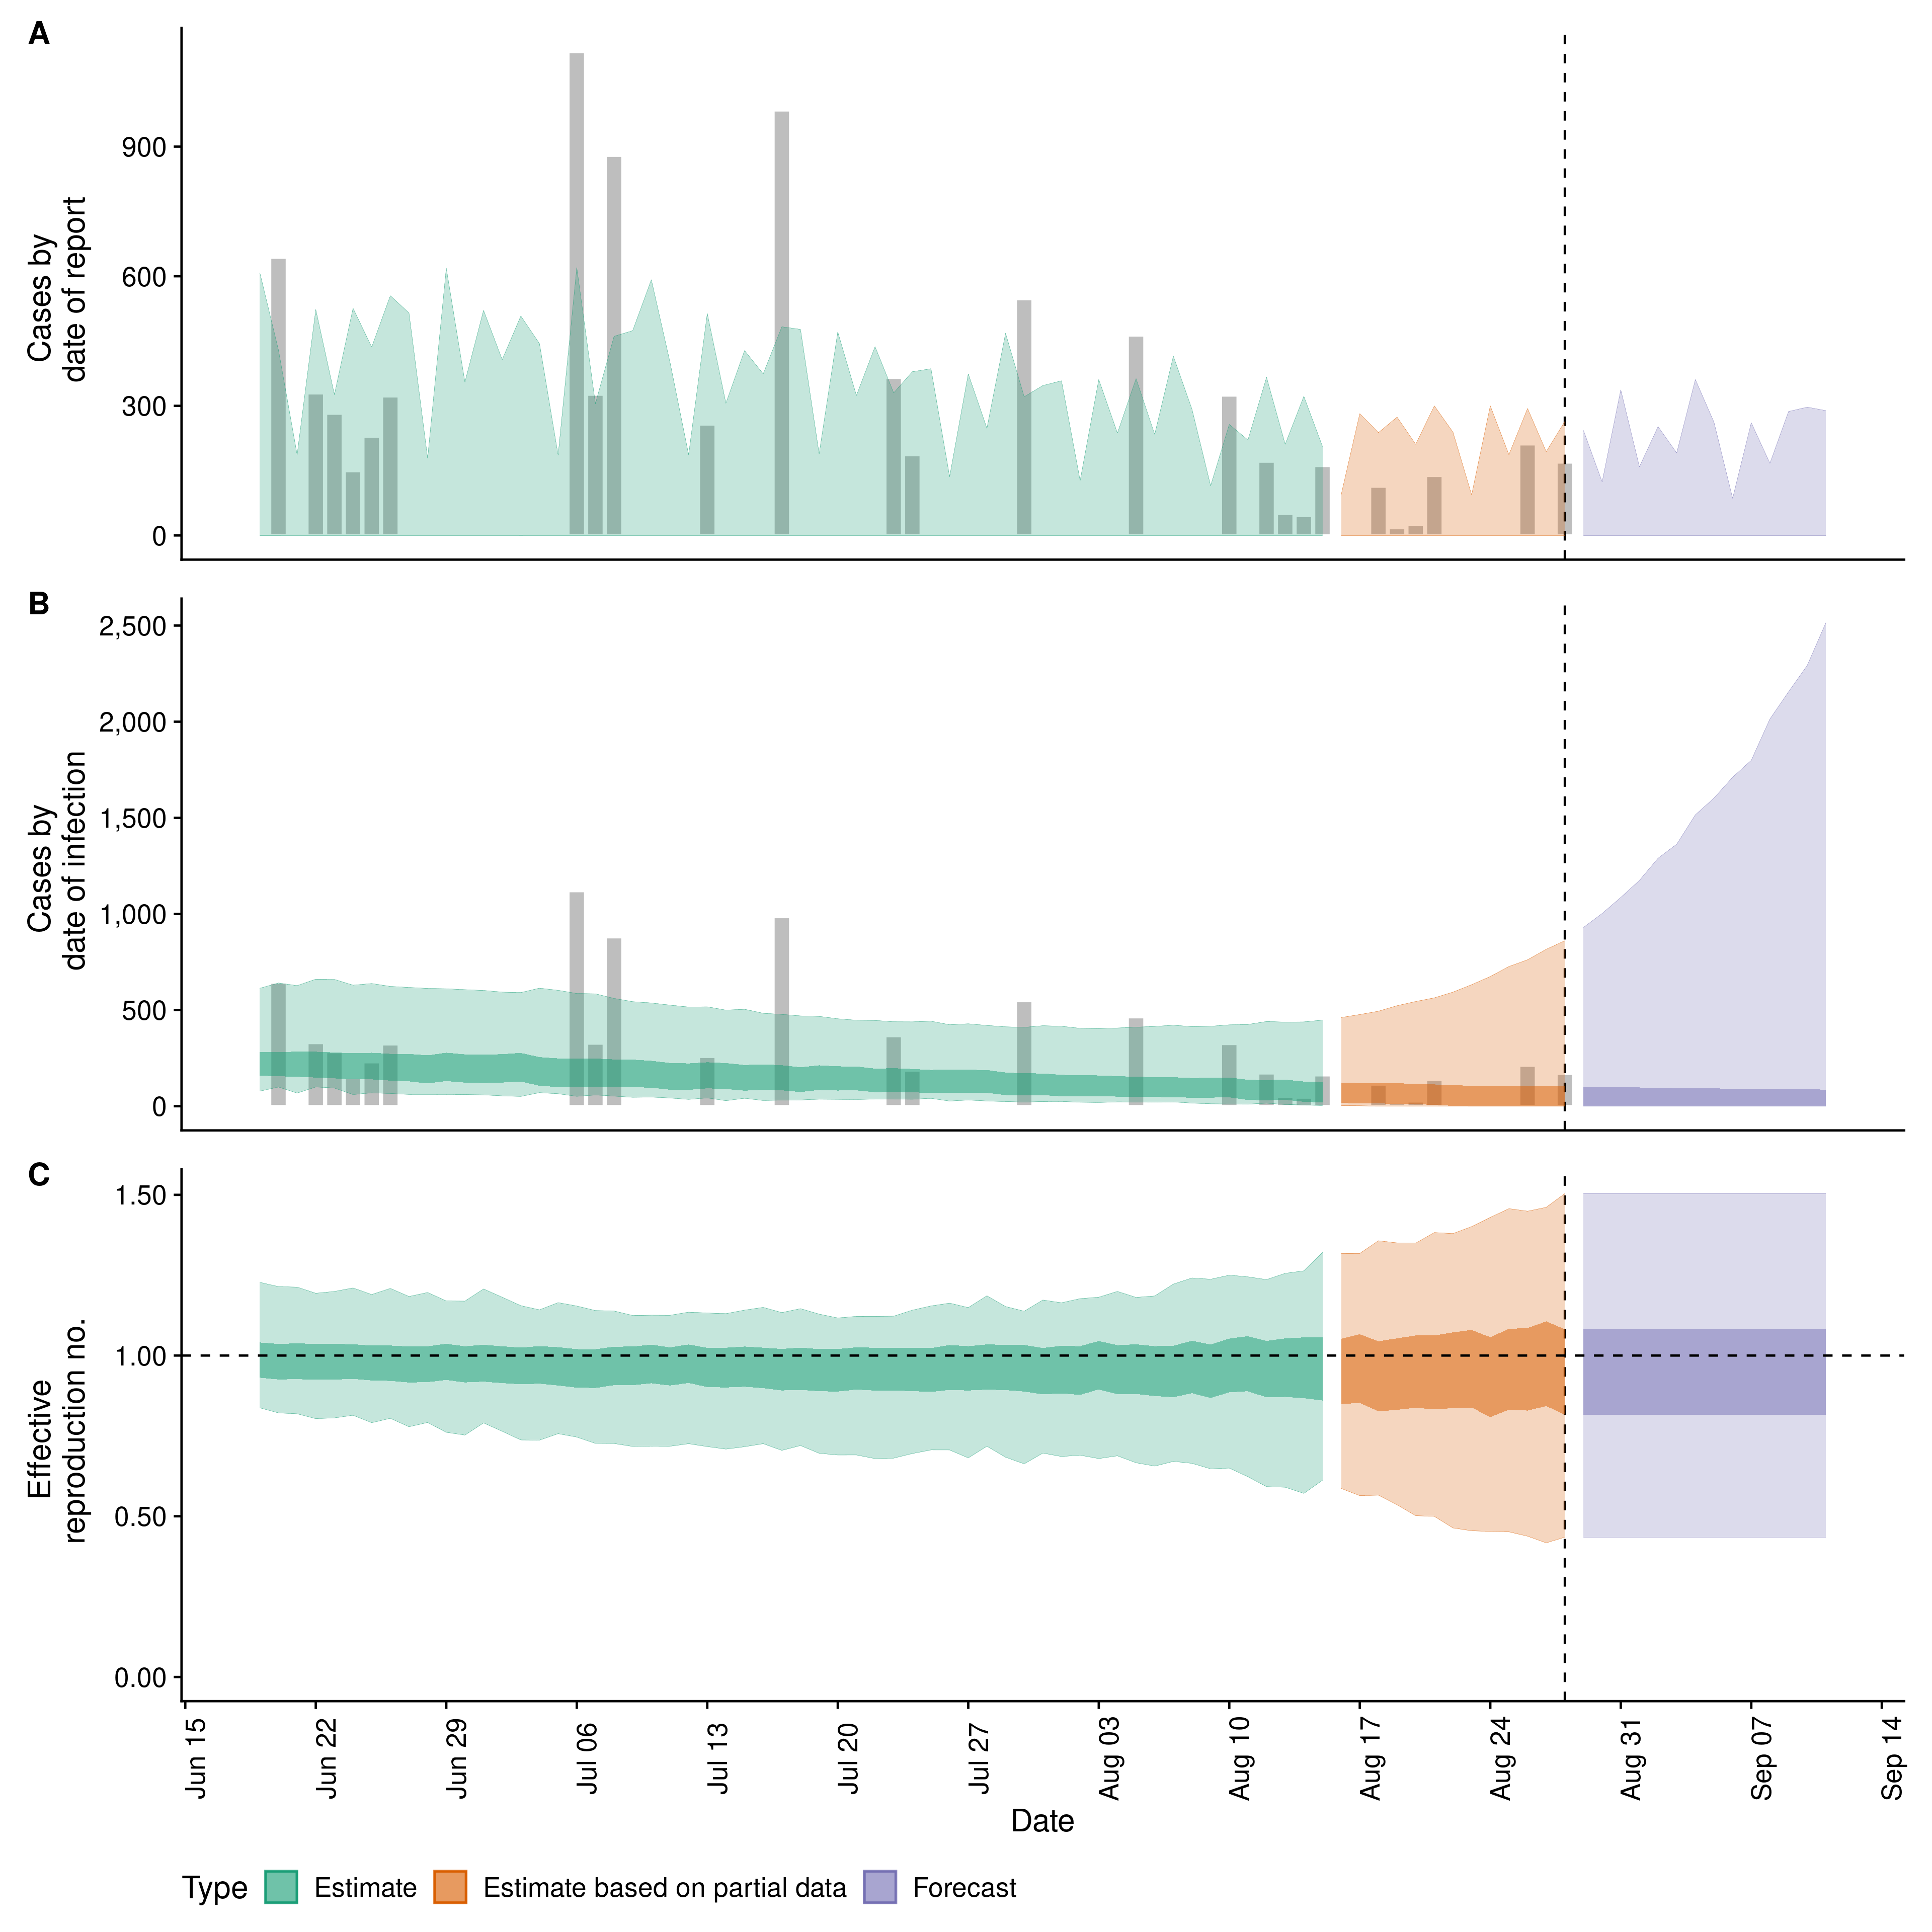 A
Cases by
date of report
900
600
300
0
B
Cases by
date of infection
2,500
2,000
1,500
1,000
500
0
C
Effective
reproduction no.
1.50
1.00
0.50
0.00
Jun 15
Jun 22
Jun 29
Jul 06
Jul 13
Jul 20
Jul 27
Aug 03
Aug 10
Aug 17
Aug 24
Aug 31
Sep 07
Sep 14
Date
Type
Estimate
Estimate based on partial data
Forecast